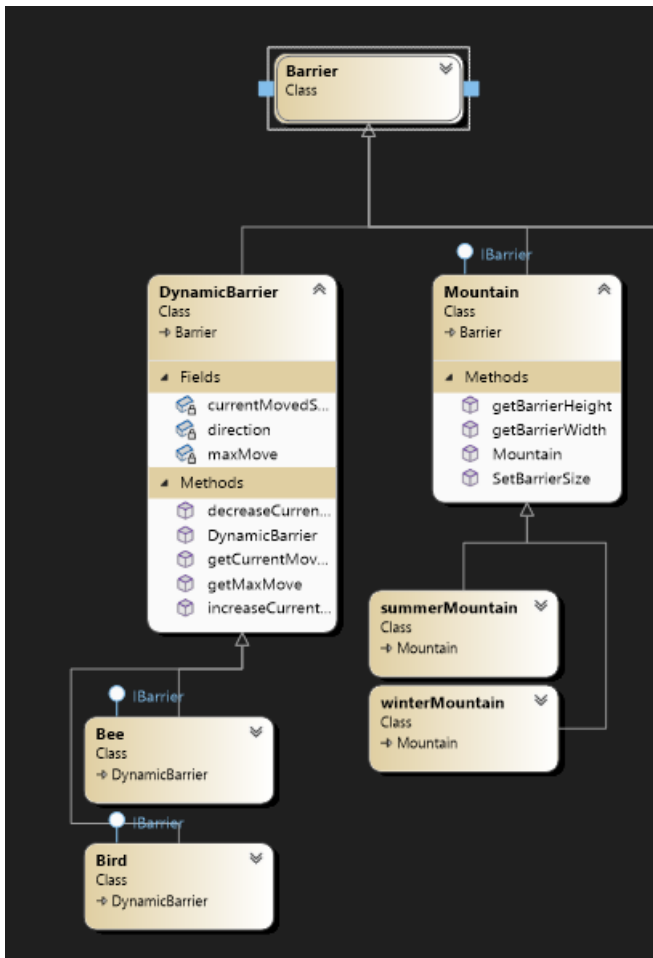 Barrier
Class
IBarrier
DynamicBarrier
Class
Barrier
Fields
currentMovedS...
direction
maxMove
Methods
decreaseCurren...
DynamicBarrier
getCurrentMov...
getMaxMove
increaseCurrent...
Mountain
Class
Barrier
Methods
getBarrierHeight
getBarrierWidth
Mountain
SetBarrierSize
summerMountain
Class
Mountain
winterMountain
Class
Mountain
IBarrier
Bee
Class
DynamicBarrier
IBarrier
Bird
Class
DynamicBarrier